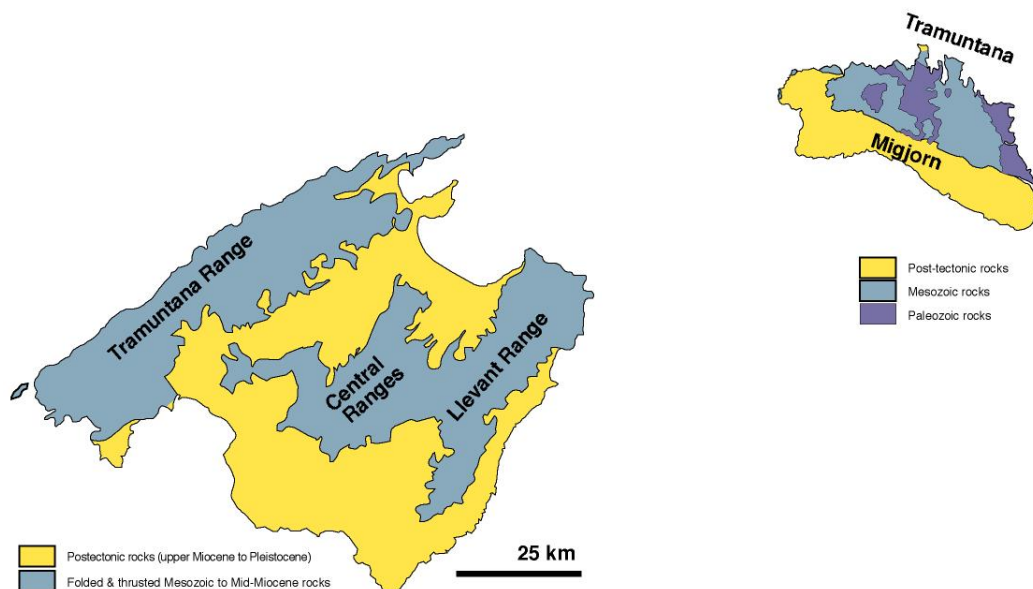 Tramuntana
Migjorn
Post-tectonic rocks
Mesozoic rocks
Paleozoic rocks
Tramuntana Range
Central
Ranges
Llevant Range
25 km
Postectonic rocks (upper Miocene to Pleistocene)
Folded & thrusted Mesozoic to Mid-Miocene rocks